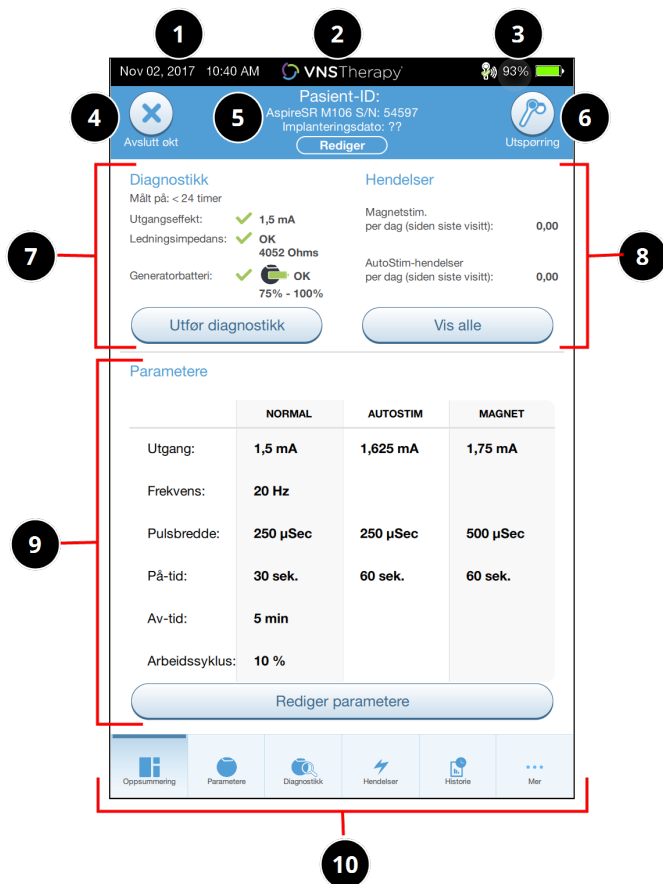 1
2
3
Nov 02, 2017 10:40 AM VNSTherapy 93%
4
5
6
Pasient-ID:
AspireSR M106 S/N: 54597
Implanteringsdato: ??
Rediger
Avslutt økt
Utspørring
7
8
Diagnostikk
Målt på: < 24 timer
Utgangseffekt: 1,5 mA
Ledningsimpedans: OK
4052 Ohms
Generatorbatteri: OK
75% - 100%
Utfør diagnostikk
Hendelser
Magnetstim.
per dag (siden siste visitt): 0,00
AutoStim-hendelser
per dag (siden siste visitt): 0,00
Vis alle
9
Parametere
NORMAL AUTOSTIM MAGNET
Utgang: 1,5 mA 1,625 mA 1,75 mA
Frekvens: 20 Hz
Pulsbredde: 250 µSec 250 µSec 500 µSec
På-tid: 30 sek. 60 sek. 60 sek.
Av-tid: 5 min
Arbeidssyklus: 10 %
Rediger parametere
Oppsummering Parametere Diagnostikk Hendelser Historie Mer
10